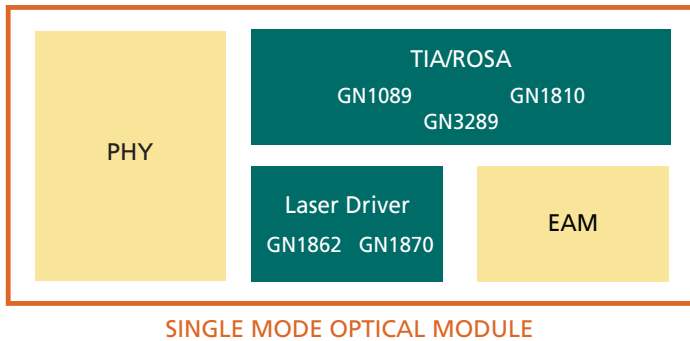 PHY
TIA/ROSA
GN1089 GN1810
GN3289
Laser Driver
GN1862 GN1870
EAM
SINGLE MODE OPTICAL MODULE